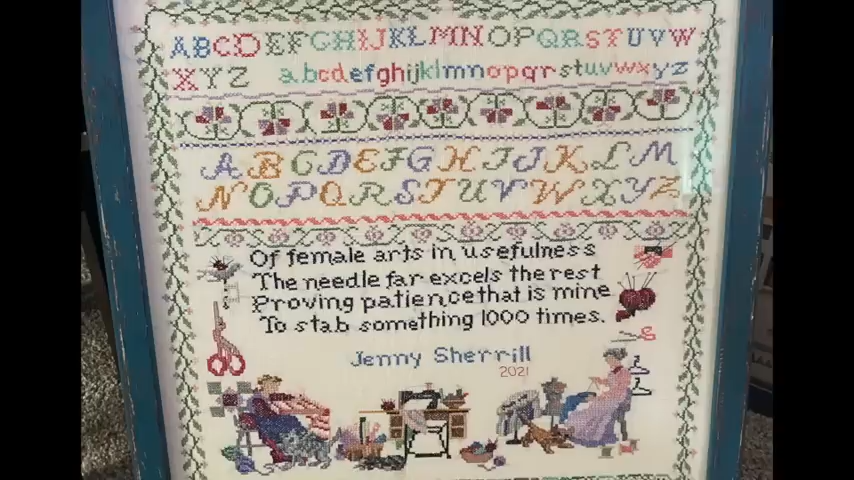 ABCDEFGHIJKLMNOPQRSTUVW
XYZ abcdefghijklmnopqrstuvwxyz
ABCDEFGHIJKLM
NOPQRSTUVWXYZ
Of female arts in usefulness
The needle far excels the rest
Proving patience that is mine
To stab something 1000 times.
Jenny Sherrill
2021